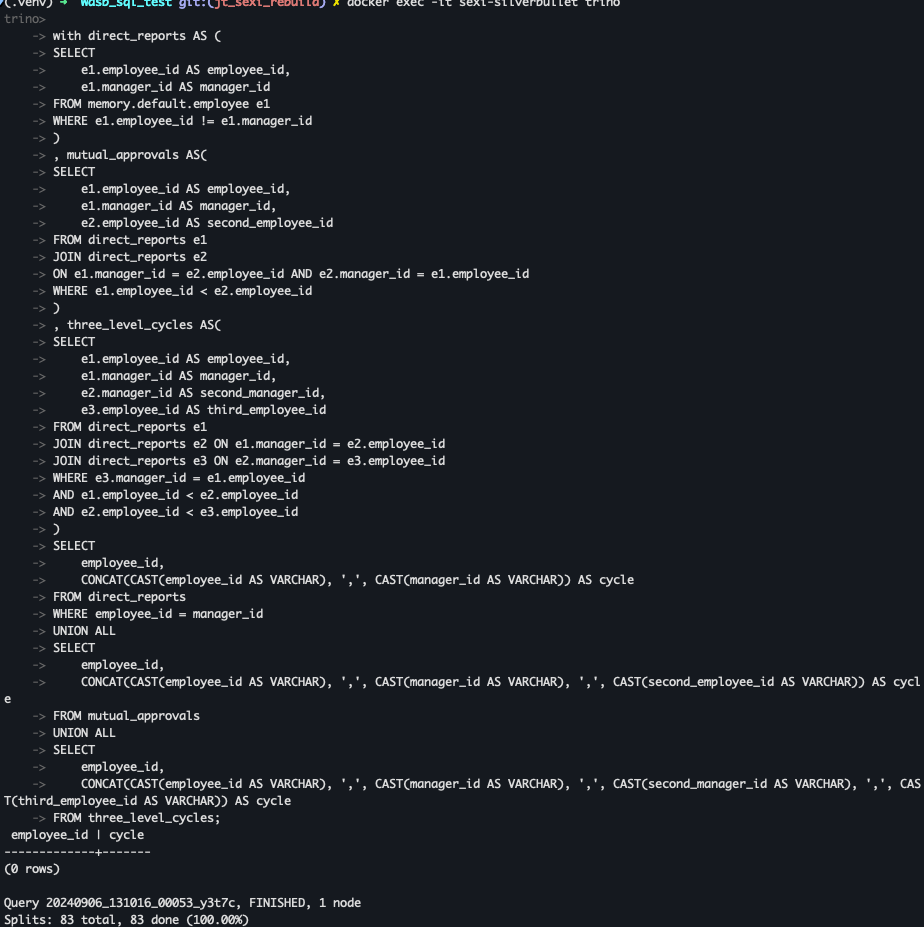 (.venv) → wasb_sql_test git:(jt_sexi_rebuild) ✗ docker exec -it sexi-silverbullet trino
trino>
-> with direct_reports AS (
-> SELECT
-> e1.employee_id AS employee_id,
-> e1.manager_id AS manager_id
-> FROM memory.default.employee e1
-> WHERE e1.employee_id != e1.manager_id
-> )
-> , mutual_approvals AS(
-> SELECT
-> e1.employee_id AS employee_id,
-> e1.manager_id AS manager_id,
-> e2.employee_id AS second_employee_id
-> FROM direct_reports e1
-> JOIN direct_reports e2
-> ON e1.manager_id = e2.employee_id AND e2.manager_id = e1.employee_id
-> WHERE e1.employee_id < e2.employee_id
-> )
-> , three_level_cycles AS(
-> SELECT
-> e1.employee_id AS employee_id,
-> e1.manager_id AS manager_id,
-> e2.manager_id AS second_manager_id,
-> e3.employee_id AS third_employee_id
-> FROM direct_reports e1
-> JOIN direct_reports e2 ON e1.manager_id = e2.employee_id
-> JOIN direct_reports e3 ON e2.manager_id = e3.employee_id
-> WHERE e3.manager_id = e1.employee_id
-> AND e1.employee_id < e2.employee_id
-> AND e2.employee_id < e3.employee_id
-> )
-> SELECT
-> employee_id,
-> CONCAT(CAST(employee_id AS VARCHAR), ',', CAST(manager_id AS VARCHAR)) AS cycle
-> FROM direct_reports
-> WHERE employee_id = manager_id
-> UNION ALL
-> SELECT
-> employee_id,
-> CONCAT(CAST(employee_id AS VARCHAR), ',', CAST(manager_id AS VARCHAR), ',', CAST(second_employee_id AS VARCHAR)) AS cycl
e
-> FROM mutual_approvals
-> UNION ALL
-> SELECT
-> employee_id,
-> CONCAT(CAST(employee_id AS VARCHAR), ',', CAST(manager_id AS VARCHAR), ',', CAST(second_manager_id AS VARCHAR), ',', CAS
T(third_employee_id AS VARCHAR)) AS cycle
-> FROM three_level_cycles;
employee_id | cycle
-------------+-------
(0 rows)
Query 20240906_131016_00053_y3t7c, FINISHED, 1 node
Splits: 83 total, 83 done (100.00%)